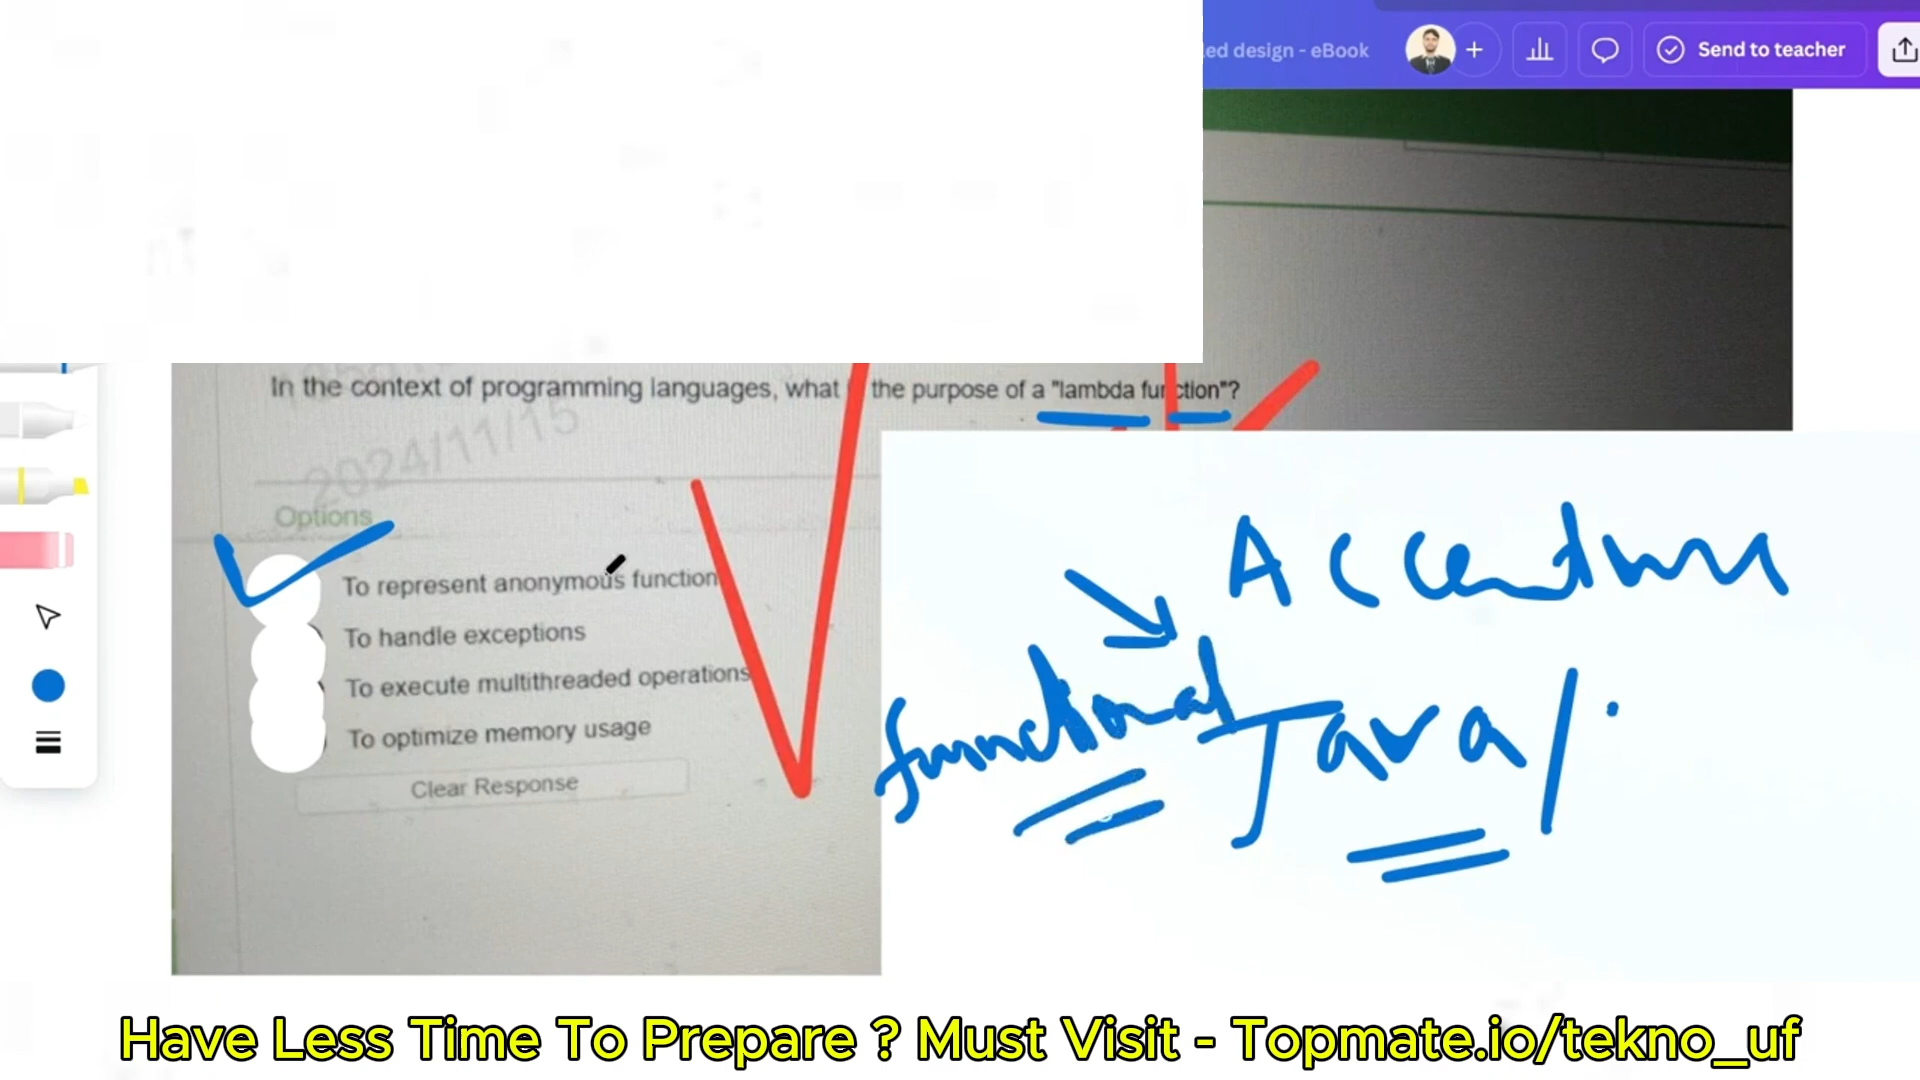 ed design - eBook
Send to teacher
In the context of programming languages, what the purpose of a "lambda function"?
2024/11/15
Options
To represent anonymous function
To handle exceptions
To execute multithreaded operations
To optimize memory usage
Clear Response
Accenture
functional
Java
Have Less Time To Prepare ? Must Visit - Topmate.io/tekno_uf